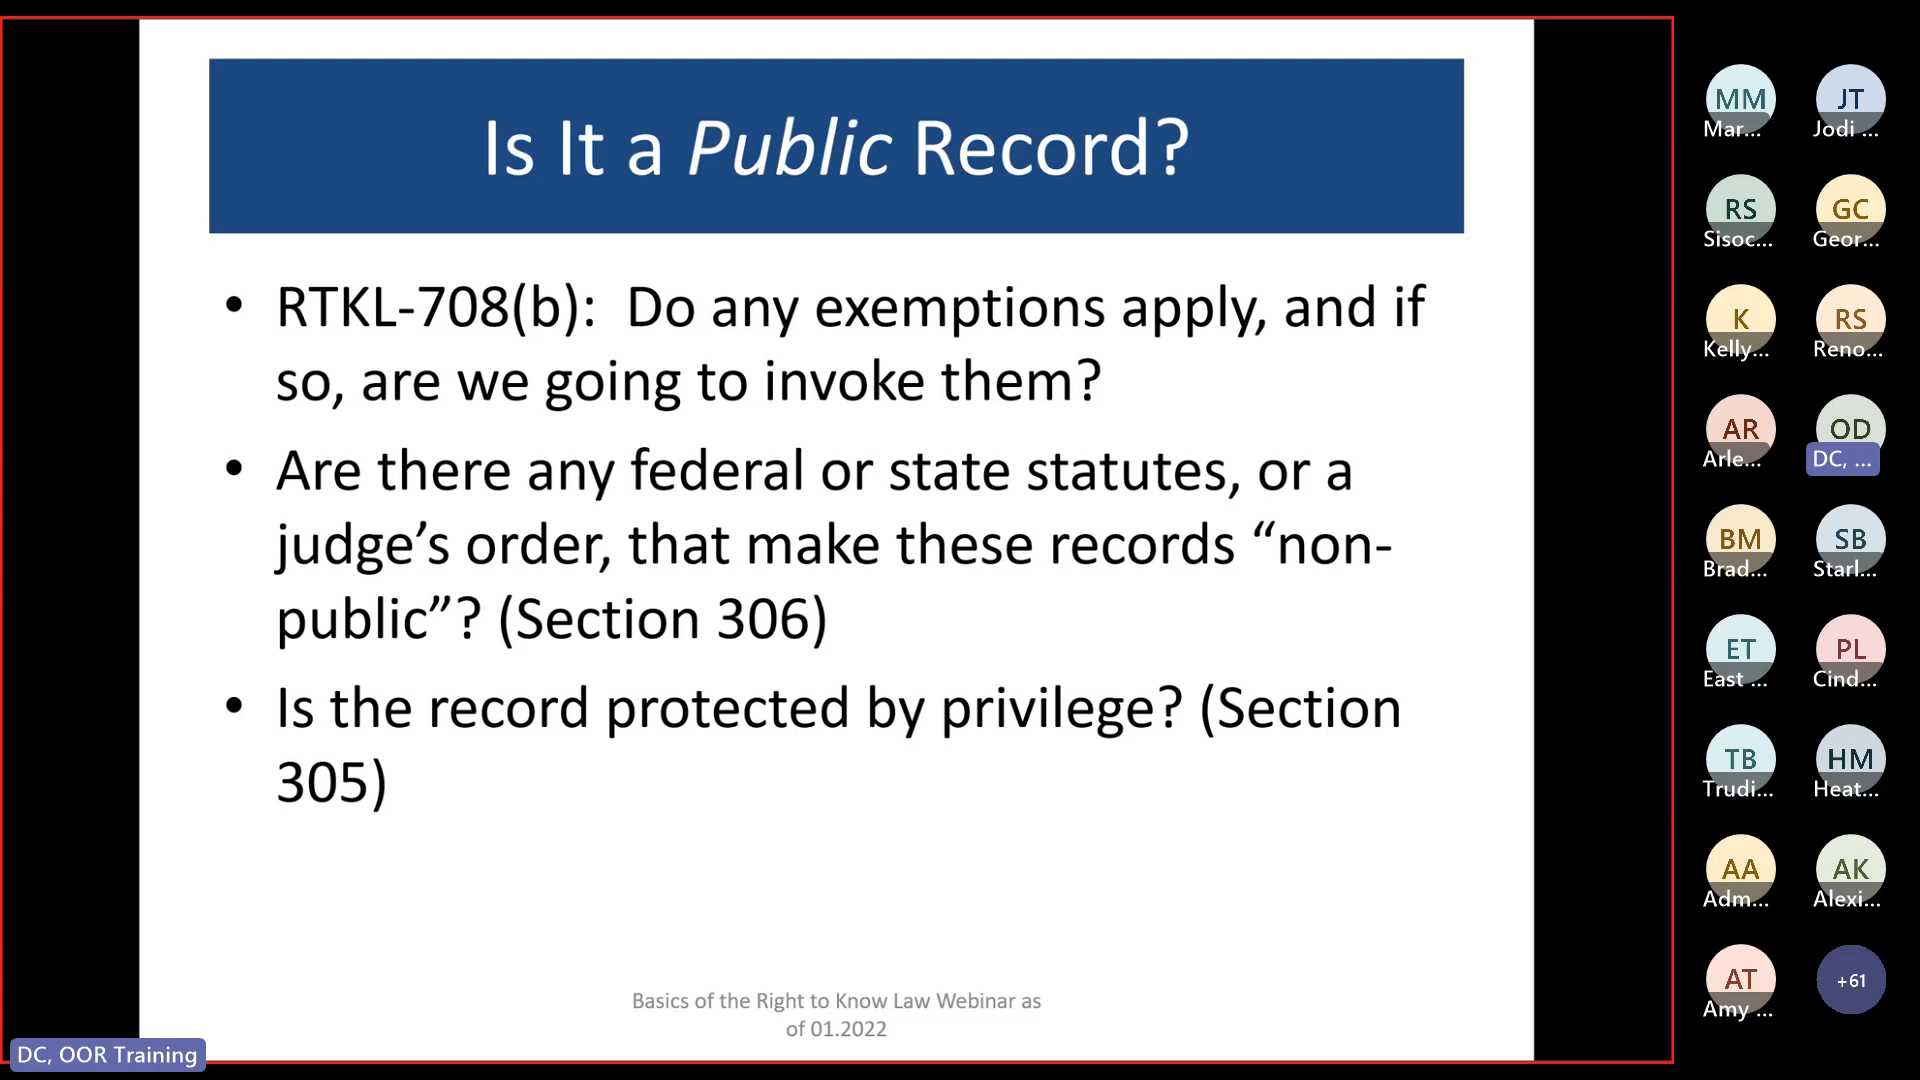 Is It a Public Record?
• RTKL-708(b): Do any exemptions apply, and if
so, are we going to invoke them?
• Are there any federal or state statutes, or a
judge’s order, that make these records “non-
public”? (Section 306)
• Is the record protected by privilege? (Section
305)
Basics of the Right to Know Law Webinar as
of 01.2022
DC, OOR Training
MM
Mar...
JT
Jodi ...
RS
Sisoc...
GC
Geor...
K
Kelly...
RS
Reno...
AR
Arle...
OD
DC, ...
BM
Brad...
SB
Starl...
ET
East ...
PL
Cind...
TB
Trudi...
HM
Heat...
AA
Adm...
AK
Alexi...
AT
Amy ...
+61